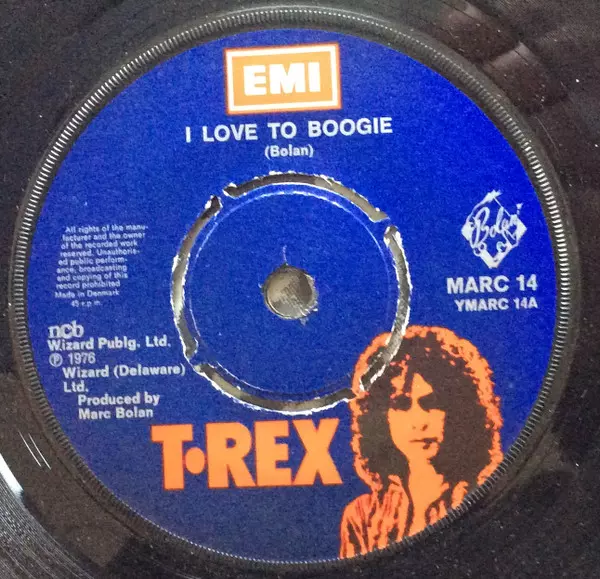 EMI
I LOVE TO BOOGIE
(Bolan)
All rights of the manu-
facturer and the owner
of the recorded work
reserved. Unauthoris-
ed public perform-
ance, broadcasting
and copying of this
record prohibited
Made in Denmark
45 r.p.m.
Bolan
MARC 14
YMARC 14A
ncb
Wizard Publg. Ltd.
℗ 1976
Wizard (Delaware)
Ltd.
Produced by
Marc Bolan
T•REX